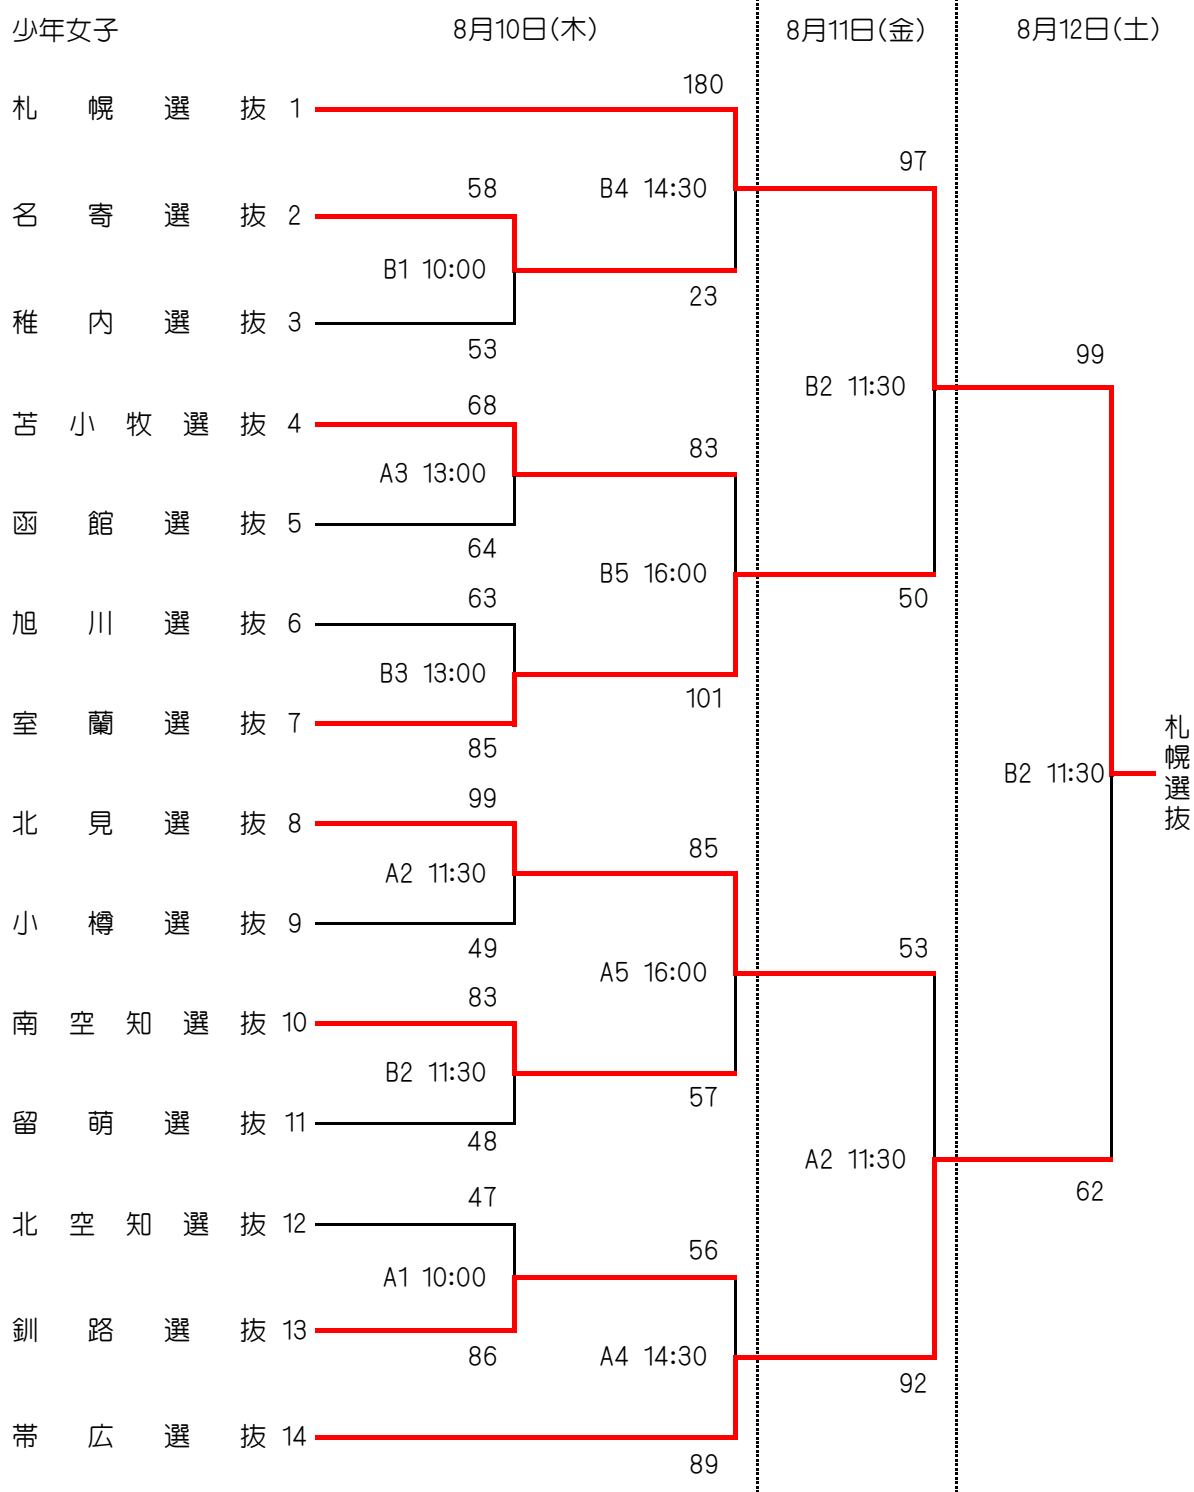 少年女子 8月10日(木) 8月11日(金) 8月12日(土)
180
札幌選抜 1
97
58
B4 14:30
名寄選抜 2
B1 10:00
23
稚内選抜 3
53
99
B2 11:30
68
苫小牧選抜 4
83
A3 13:00
函館選抜 5
64
B5 16:00
63
50
旭川選抜 6
B3 13:00
101
室蘭選抜 7
85
札幌選抜
B2 11:30
99
北見選抜 8
85
A2 11:30
小樽選抜 9
49
53
A5 16:00
83
南空知選抜 10
B2 11:30
57
留萌選抜 11
48
A2 11:30
47
62
北空知選抜 12
56
A1 10:00
釧路選抜 13
86
A4 14:30
92
帯広選抜 14
89